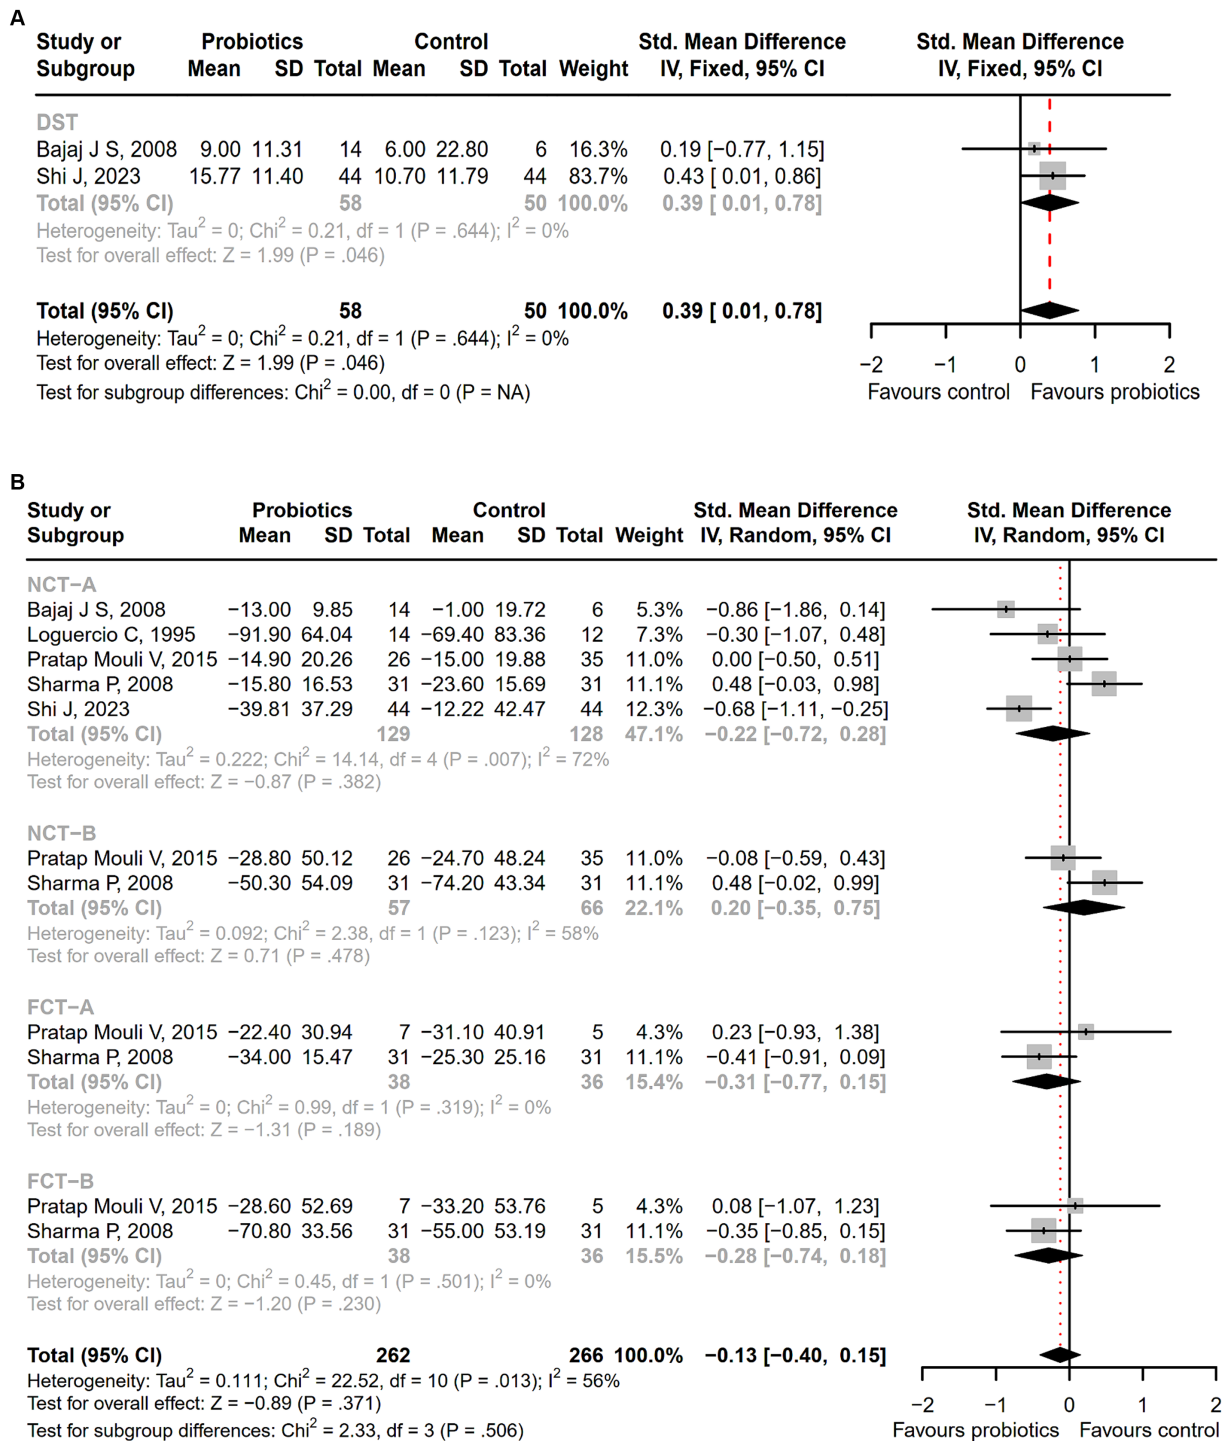 A
Study or Probiotics Control Std. Mean Difference Std. Mean Difference
Subgroup Mean SD Total Mean SD Total Weight IV, Fixed, 95% CI IV, Fixed, 95% CI
DST
Bajaj J S, 2008 9.00 11.31 14 6.00 22.80 6 16.3% 0.19 [−0.77, 1.15]
Shi J, 2023 15.77 11.40 44 10.70 11.79 44 83.7% 0.43 [ 0.01, 0.86]
Total (95% CI) 58 50 100.0% 0.39 [ 0.01, 0.78]
Heterogeneity: Tau² = 0; Chi² = 0.21, df = 1 (P = .644); I² = 0%
Test for overall effect: Z = 1.99 (P = .046)
Total (95% CI) 58 50 100.0% 0.39 [ 0.01, 0.78]
Heterogeneity: Tau² = 0; Chi² = 0.21, df = 1 (P = .644); I² = 0%
Test for overall effect: Z = 1.99 (P = .046)
Test for subgroup differences: Chi² = 0.00, df = 0 (P = NA)
−2 −1 0 1 2
Favours control Favours probiotics
B
Study or Probiotics Control Std. Mean Difference Std. Mean Difference
Subgroup Mean SD Total Mean SD Total Weight IV, Random, 95% CI IV, Random, 95% CI
NCT−A
Bajaj J S, 2008 −13.00 9.85 14 −1.00 19.72 6 5.3% −0.86 [−1.86, 0.14]
Loguercio C, 1995 −91.90 64.04 14 −69.40 83.36 12 7.3% −0.30 [−1.07, 0.48]
Pratap Mouli V, 2015 −14.90 20.26 26 −15.00 19.88 35 11.0% 0.00 [−0.50, 0.51]
Sharma P, 2008 −15.80 16.53 31 −23.60 15.69 31 11.1% 0.48 [−0.03, 0.98]
Shi J, 2023 −39.81 37.29 44 −12.22 42.47 44 12.3% −0.68 [−1.11, −0.25]
Total (95% CI) 129 128 47.1% −0.22 [−0.72, 0.28]
Heterogeneity: Tau² = 0.222; Chi² = 14.14, df = 4 (P = .007); I² = 72%
Test for overall effect: Z = −0.87 (P = .382)
NCT−B
Pratap Mouli V, 2015 −28.80 50.12 26 −24.70 48.24 35 11.0% −0.08 [−0.59, 0.43]
Sharma P, 2008 −50.30 54.09 31 −74.20 43.34 31 11.1% 0.48 [−0.02, 0.99]
Total (95% CI) 57 66 22.1% 0.20 [−0.35, 0.75]
Heterogeneity: Tau² = 0.092; Chi² = 2.38, df = 1 (P = .123); I² = 58%
Test for overall effect: Z = 0.71 (P = .478)
FCT−A
Pratap Mouli V, 2015 −22.40 30.94 7 −31.10 40.91 5 4.3% 0.23 [−0.93, 1.38]
Sharma P, 2008 −34.00 15.47 31 −25.30 25.16 31 11.1% −0.41 [−0.91, 0.09]
Total (95% CI) 38 36 15.4% −0.31 [−0.77, 0.15]
Heterogeneity: Tau² = 0; Chi² = 0.99, df = 1 (P = .319); I² = 0%
Test for overall effect: Z = −1.31 (P = .189)
FCT−B
Pratap Mouli V, 2015 −28.60 52.69 7 −33.20 53.76 5 4.3% 0.08 [−1.07, 1.23]
Sharma P, 2008 −70.80 33.56 31 −55.00 53.19 31 11.1% −0.35 [−0.85, 0.15]
Total (95% CI) 38 36 15.5% −0.28 [−0.74, 0.18]
Heterogeneity: Tau² = 0; Chi² = 0.45, df = 1 (P = .501); I² = 0%
Test for overall effect: Z = −1.20 (P = .230)
Total (95% CI) 262 266 100.0% −0.13 [−0.40, 0.15]
Heterogeneity: Tau² = 0.111; Chi² = 22.52, df = 10 (P = .013); I² = 56%
Test for overall effect: Z = −0.89 (P = .371)
Test for subgroup differences: Chi² = 2.33, df = 3 (P = .506)
−2 −1 0 1 2
Favours probiotics Favours control